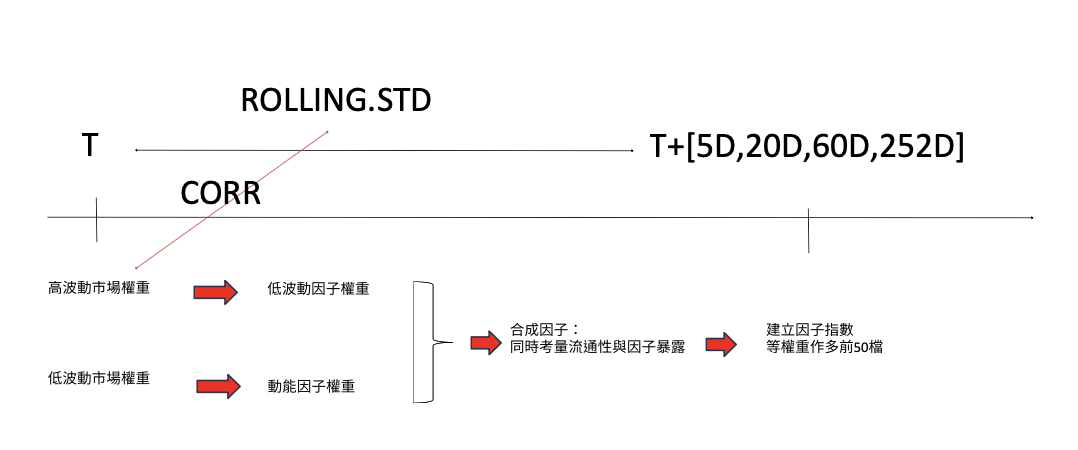 ROLLING.STD
T
T+[5D,20D,60D,252D]
CORR
高波動市場權重
低波動因子權重
合成因子：
同時考量流通性與因子暴露
建立因子指數
等權重作多前50檔
低波動市場權重
動能因子權重